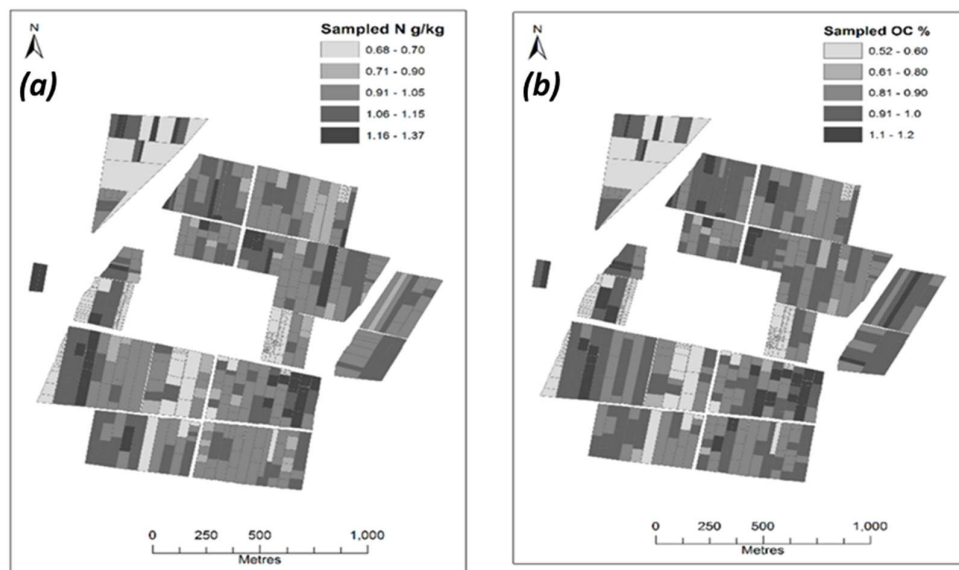 N
Sampled N g/kg
0.68 - 0.70
0.71 - 0.90
0.91 - 1.05
1.06 - 1.15
1.16 - 1.37
(a)
0 250 500 1,000
Metres
N
Sampled OC %
0.52 - 0.60
0.61 - 0.80
0.81 - 0.90
0.91 - 1.0
1.1 - 1.2
(b)
0 250 500 1,000
Metres